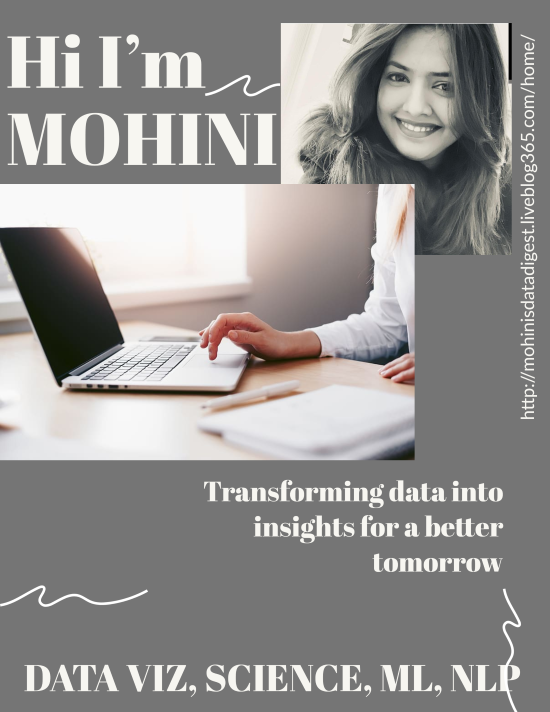 Hi I'm
MOHINI
http://mohinisdatadigest.liveblog365.com/home/
Transforming data into
insights for a better
tomorrow
DATA VIZ, SCIENCE, ML, NLP